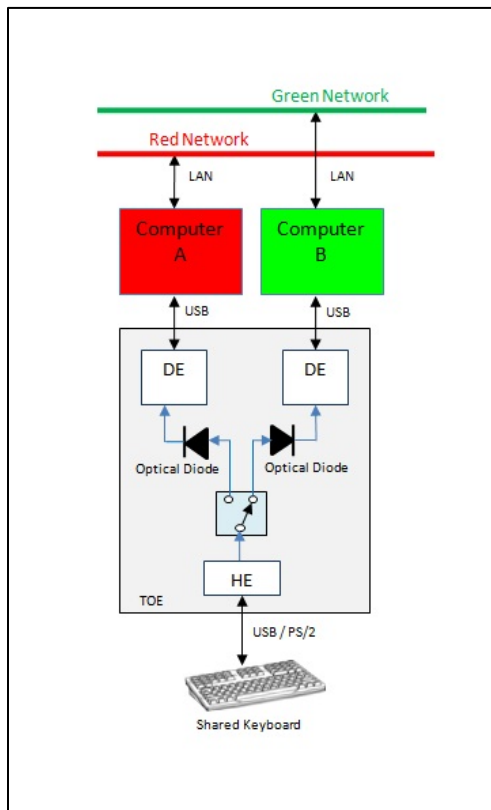 Green Network
Red Network
LAN
LAN
Computer
A
Computer
B
USB
USB
DE
DE
Optical Diode
Optical Diode
HE
TOE
USB / PS/2
Shared Keyboard